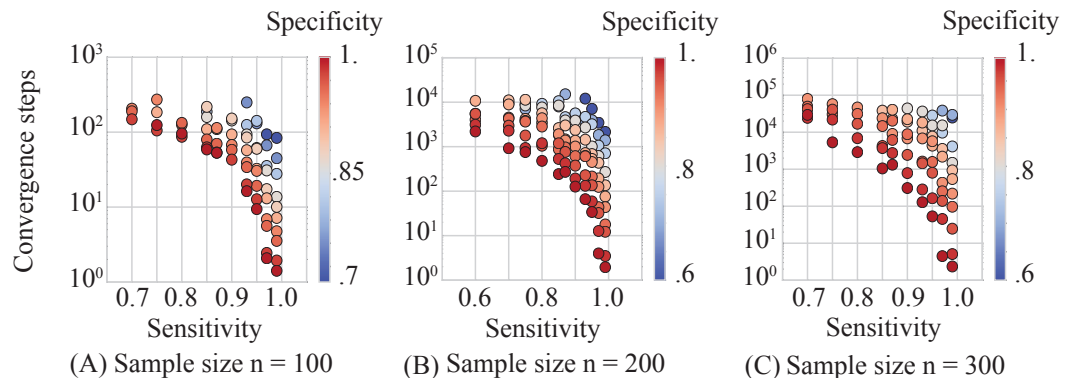 Specificity
Specificity
Specificity
Convergence steps
10³
10²
10¹
10⁰
1.
.85
.7
0.7 0.8 0.9 1.0
Sensitivity
(A) Sample size n = 100
10⁵
10⁴
10³
10²
10¹
10⁰
1.
.8
.6
0.6 0.8 1.0
Sensitivity
(B) Sample size n = 200
10⁶
10⁵
10⁴
10³
10²
10¹
10⁰
1.
.8
.6
0.7 0.8 0.9 1.0
Sensitivity
(C) Sample size n = 300